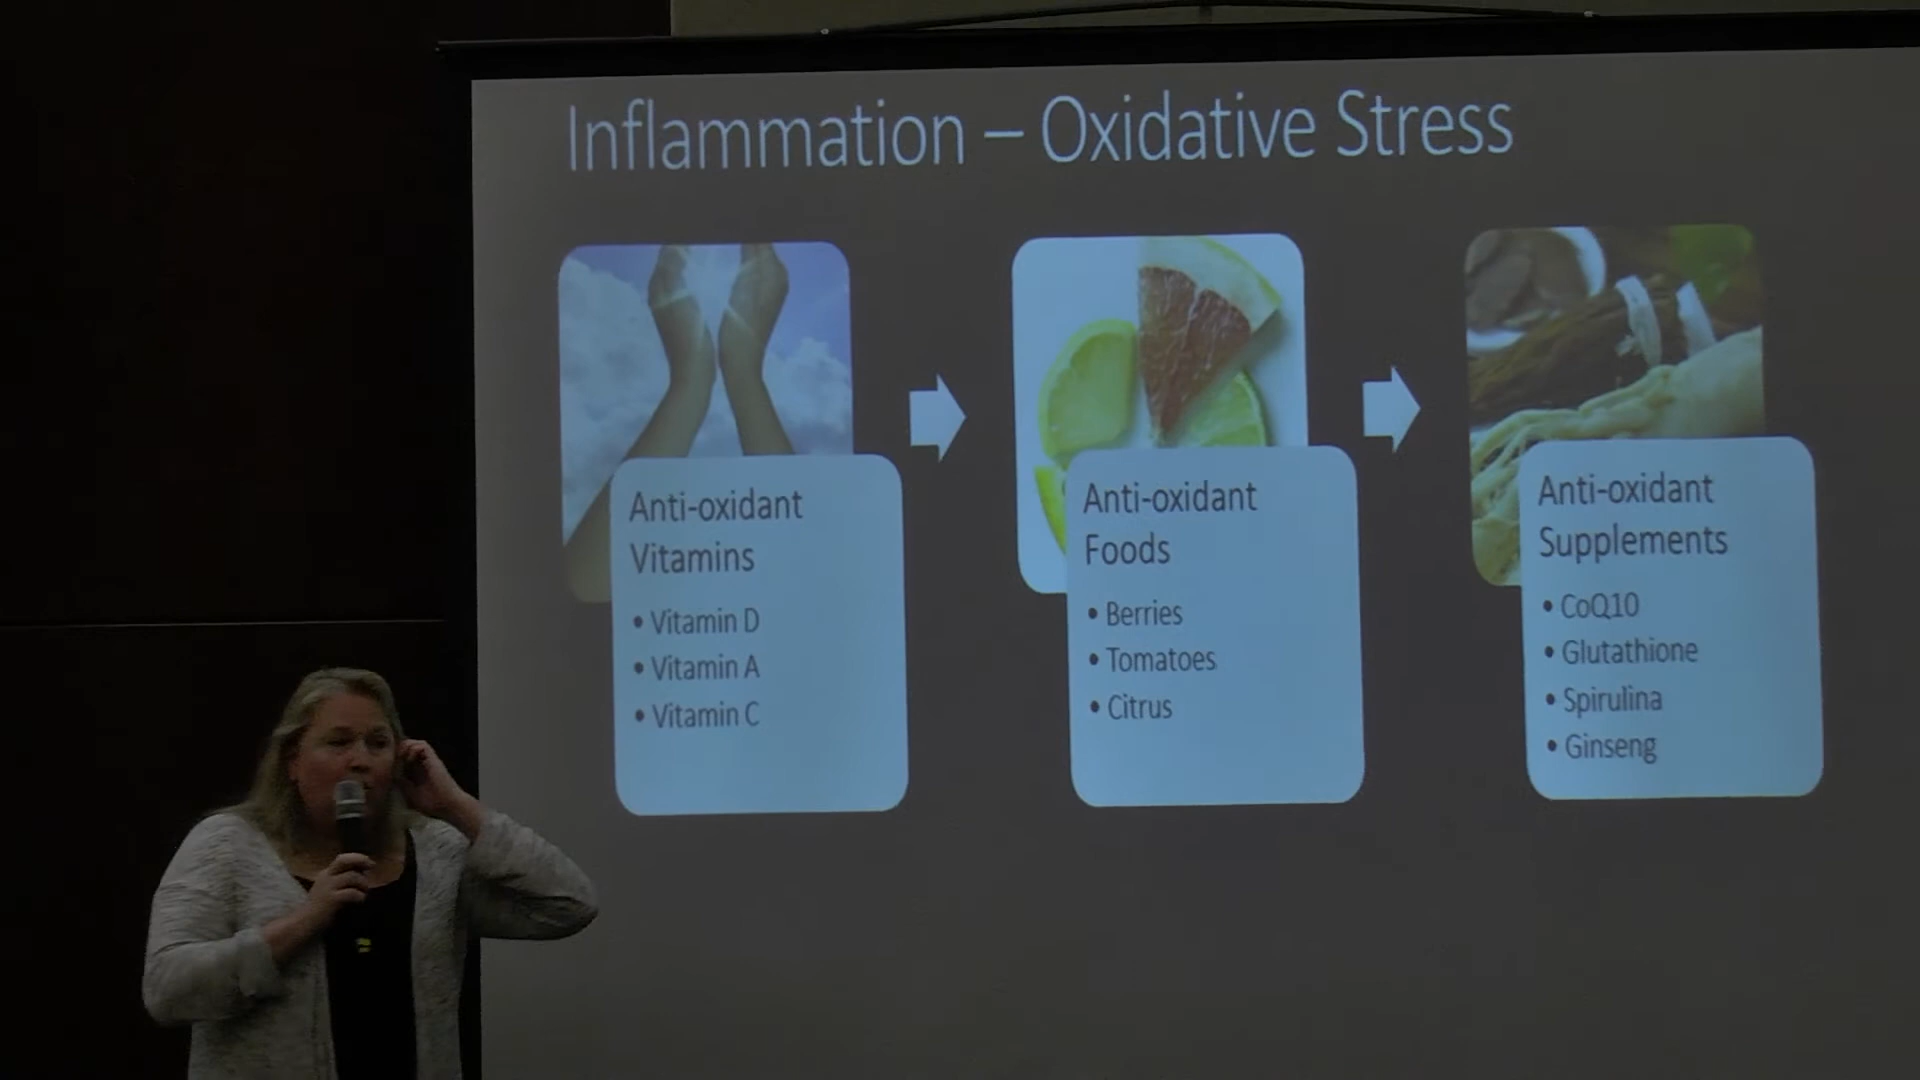 Inflammation – Oxidative Stress
Anti-oxidant
Vitamins
• Vitamin D
• Vitamin A
• Vitamin C
Anti-oxidant
Foods
• Berries
• Tomatoes
• Citrus
Anti-oxidant
Supplements
• CoQ10
• Glutathione
• Spirulina
• Ginseng